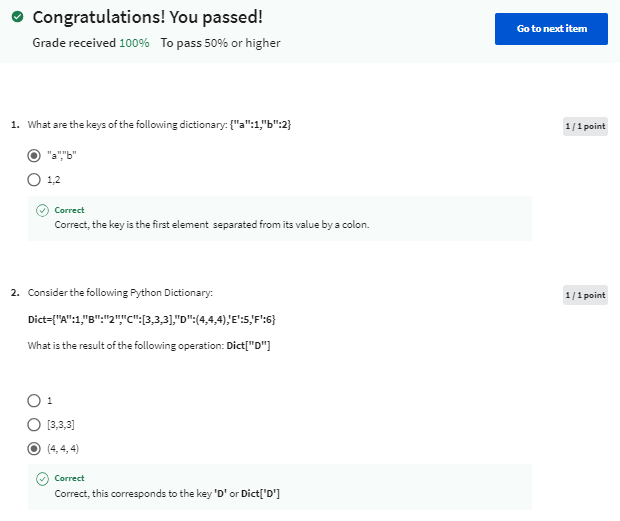 Congratulations! You passed!
Grade received 100% To pass 50% or higher
Go to next item
1. What are the keys of the following dictionary: {"a":1,"b":2}
1 / 1 point
"a","b"
1,2
Correct
Correct, the key is the first element separated from its value by a colon.
2. Consider the following Python Dictionary:
1 / 1 point
Dict={"A":1,"B":"2","C":[3,3,3],"D":(4,4,4),'E':5,'F':6}
What is the result of the following operation: Dict["D"]
1
[3,3,3]
(4, 4, 4)
Correct
Correct, this corresponds to the key 'D' or Dict['D']